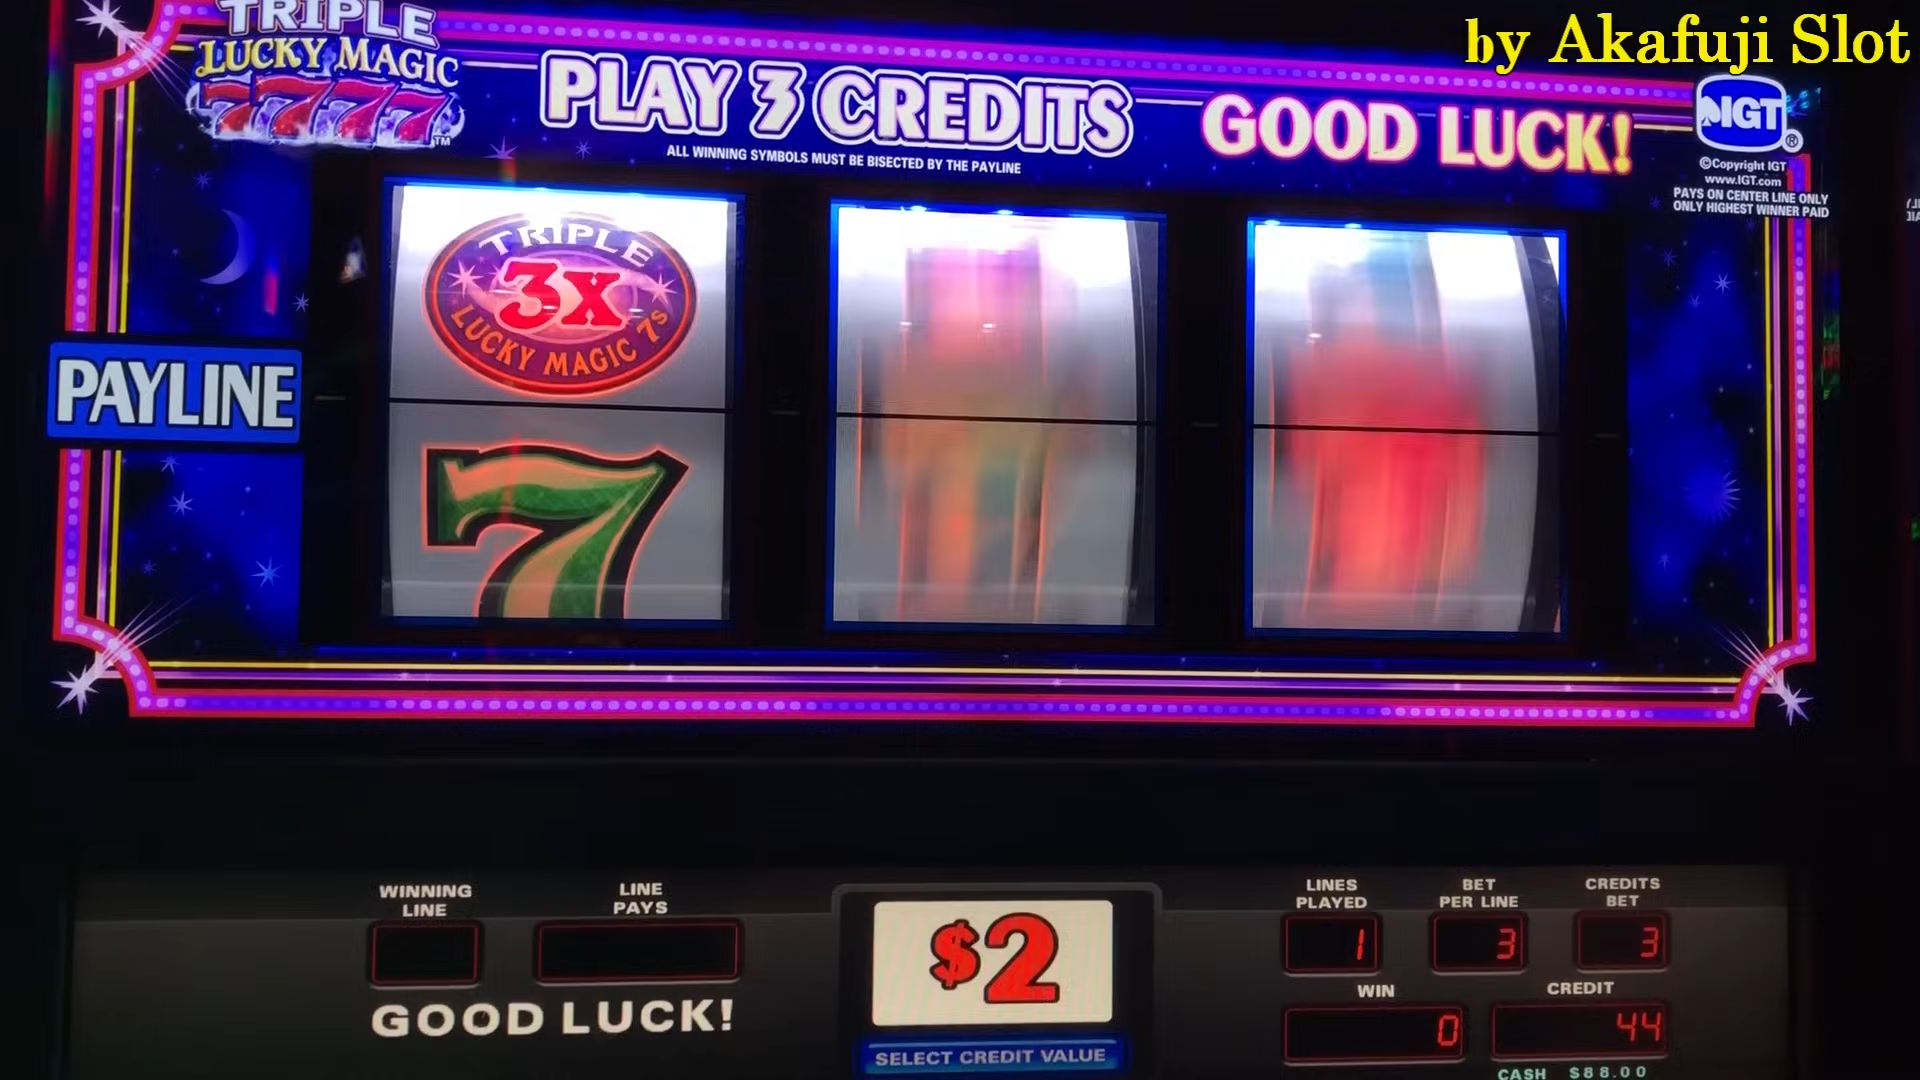 by Akafuji Slot
TRIPLE
LUCKY MAGIC
7777 ™
PLAY 3 CREDITS
GOOD LUCK!
IGT ®
ALL WINNING SYMBOLS MUST BE BISECTED BY THE PAYLINE
©Copyright IGT
www.IGT.com
PAYS ON CENTER LINE ONLY
ONLY HIGHEST WINNER PAID
TRIPLE
3X
LUCKY MAGIC 7s
PAYLINE
7
WINNING
LINE
LINE
PAYS
GOOD LUCK!
$2
SELECT CREDIT VALUE
LINES
PLAYED
1
BET
PER LINE
3
CREDITS
BET
3
WIN
0
CREDIT
44
CASH $88.00